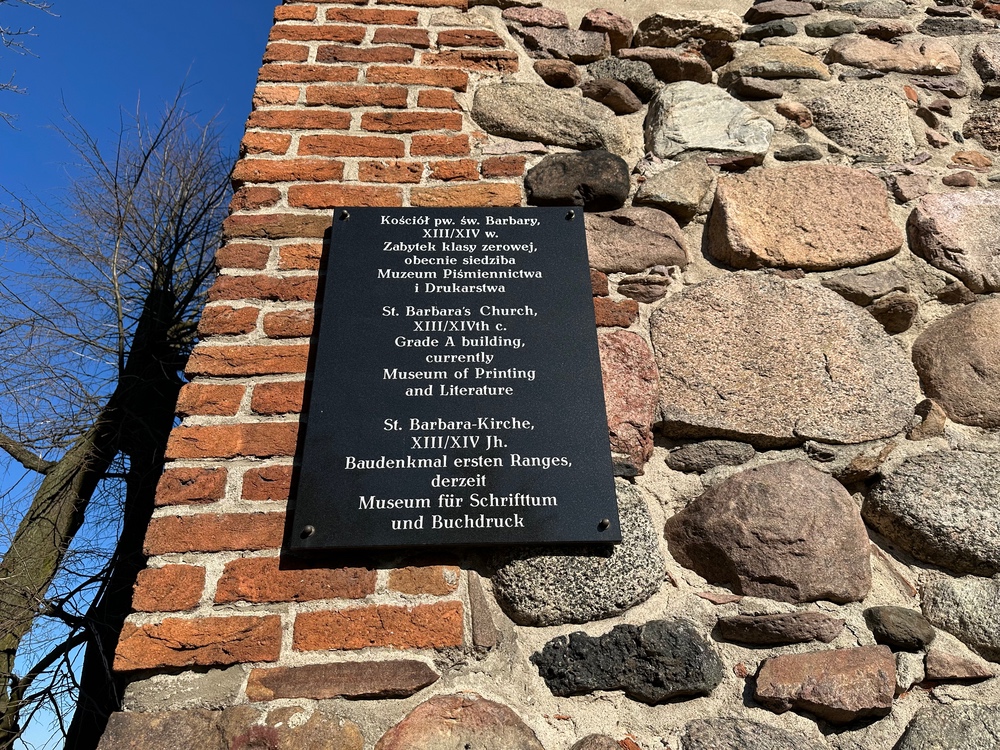 Kościół pw. św. Barbary,
XIII/XIV w.
Zabytek klasy zerowej,
obecnie siedziba
Muzeum Piśmiennictwa
i Drukarstwa
St. Barbara's Church,
XIII/XIVth c.
Grade A building,
currently
Museum of Printing
and Literature
St. Barbara-Kirche,
XIII/XIV Jh.
Baudenkmal ersten Ranges,
derzeit
Museum für Schrifttum
und Buchdruck